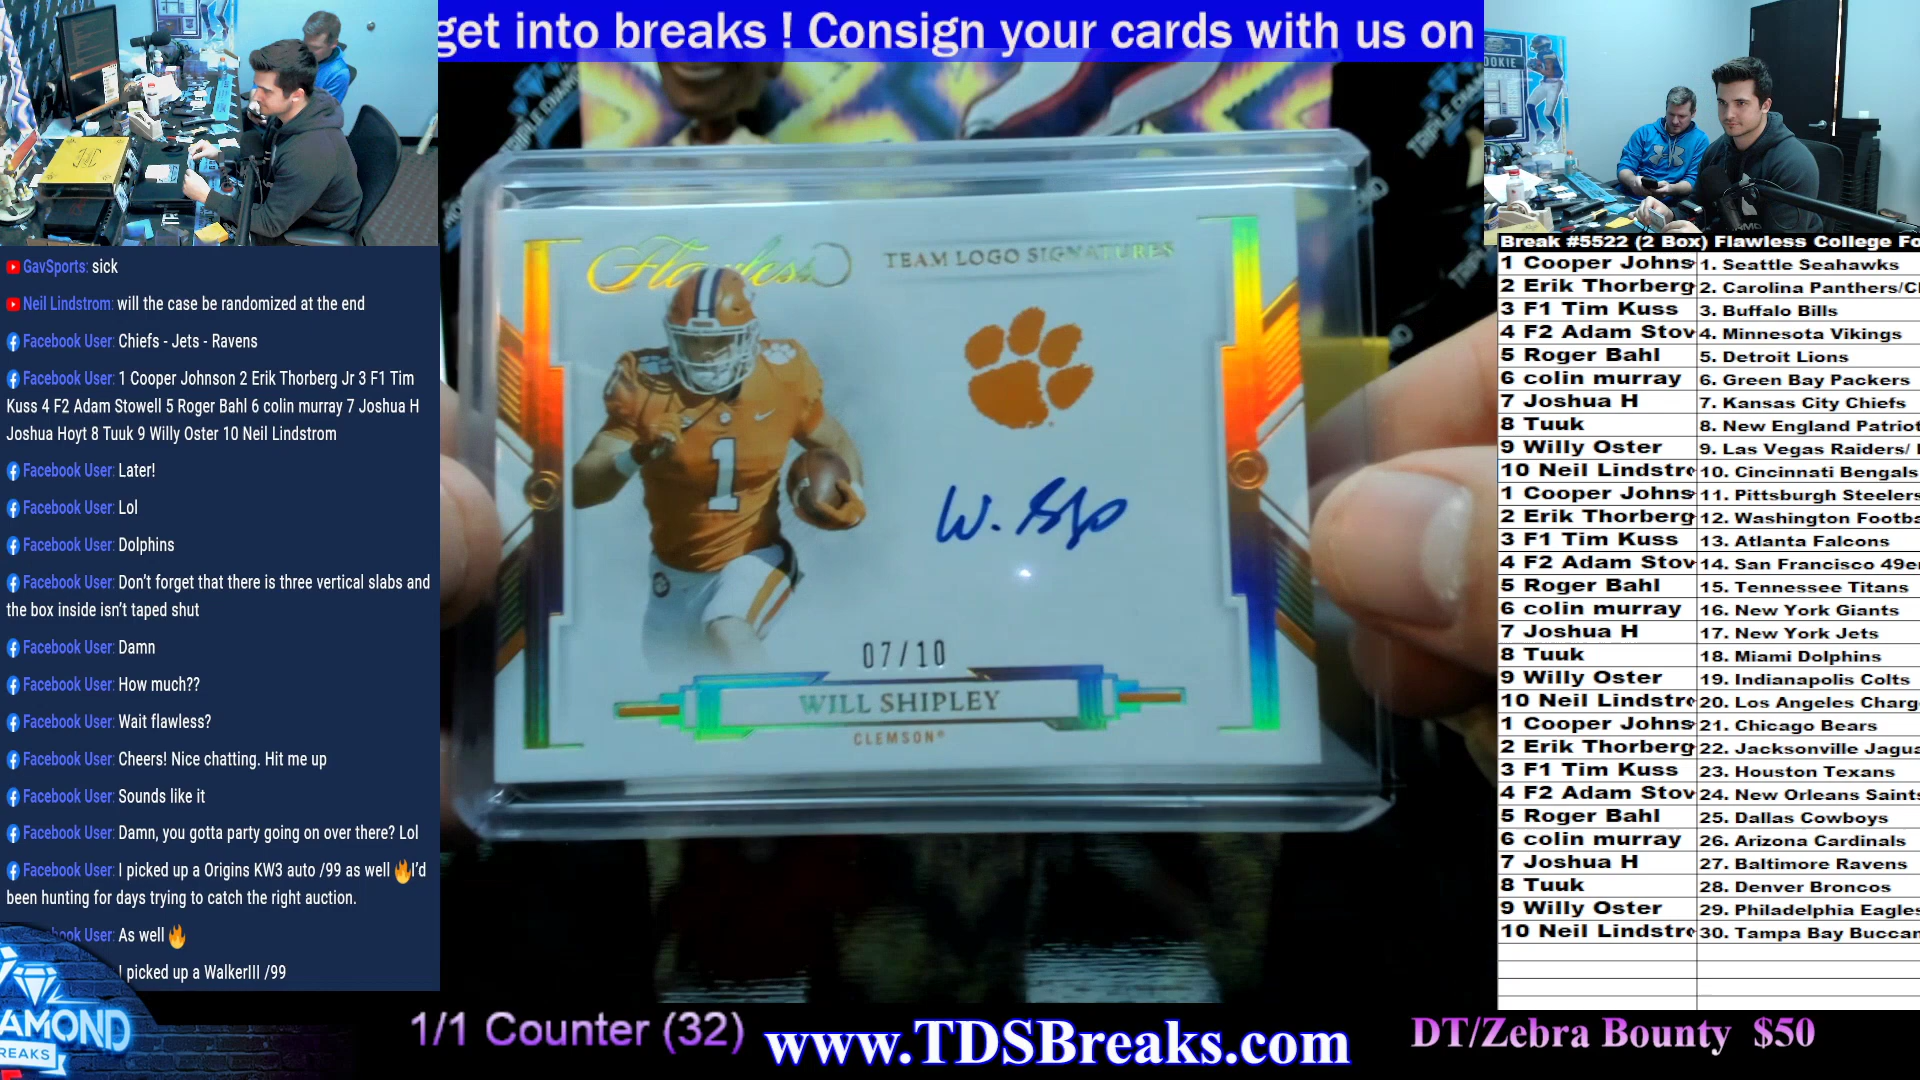 get into breaks ! Consign your cards with us on
GavSports: sick
Neil Lindstrom: will the case be randomized at the end
Facebook User: Chiefs - Jets - Ravens
Facebook User: 1 Cooper Johnson 2 Erik Thorberg Jr 3 F1 Tim
Kuss 4 F2 Adam Stowell 5 Roger Bahl 6 colin murray 7 Joshua H
Joshua Hoyt 8 Tuuk 9 Willy Oster 10 Neil Lindstrom
Facebook User: Later!
Facebook User: Lol
Facebook User: Dolphins
Facebook User: Don't forget that there is three vertical slabs and
the box inside isn't taped shut
Facebook User: Damn
Facebook User: How much??
Facebook User: Wait flawless?
Facebook User: Cheers! Nice chatting. Hit me up
Facebook User: Sounds like it
Facebook User: Damn, you gotta party going on over there? Lol
Facebook User: I picked up a Origins KW3 auto /99 as well 🔥I'd
been hunting for days trying to catch the right auction.
ook User: As well 🔥
I picked up a WalkerIII /99
AMOND
REAKS
Flawless
TEAM LOGO SIGNATURES
1
07/10
WILL SHIPLEY
CLEMSON®
OOKIE
Break #5522 (2 Box) Flawless College Fo
1 Cooper Johns 1. Seattle Seahawks
2 Erik Thorberg 2. Carolina Panthers/Cl
3 F1 Tim Kuss 3. Buffalo Bills
4 F2 Adam Stov 4. Minnesota Vikings
5 Roger Bahl 5. Detroit Lions
6 colin murray 6. Green Bay Packers
7 Joshua H 7. Kansas City Chiefs
8 Tuuk 8. New England Patriot
9 Willy Oster 9. Las Vegas Raiders/
10 Neil Lindstr 10. Cincinnati Bengals
1 Cooper Johns 11. Pittsburgh Steelers
2 Erik Thorberg 12. Washington Footba
3 F1 Tim Kuss 13. Atlanta Falcons
4 F2 Adam Stov 14. San Francisco 49e
5 Roger Bahl 15. Tennessee Titans
6 colin murray 16. New York Giants
7 Joshua H 17. New York Jets
8 Tuuk 18. Miami Dolphins
9 Willy Oster 19. Indianapolis Colts
10 Neil Lindstr 20. Los Angeles Charg
1 Cooper Johns 21. Chicago Bears
2 Erik Thorberg 22. Jacksonville Jagua
3 F1 Tim Kuss 23. Houston Texans
4 F2 Adam Stov 24. New Orleans Saints
5 Roger Bahl 25. Dallas Cowboys
6 colin murray 26. Arizona Cardinals
7 Joshua H 27. Baltimore Ravens
8 Tuuk 28. Denver Broncos
9 Willy Oster 29. Philadelphia Eagles
10 Neil Lindstr 30. Tampa Bay Buccan
1/1 Counter (32)
www.TDSBreaks.com
DT/Zebra Bounty $50